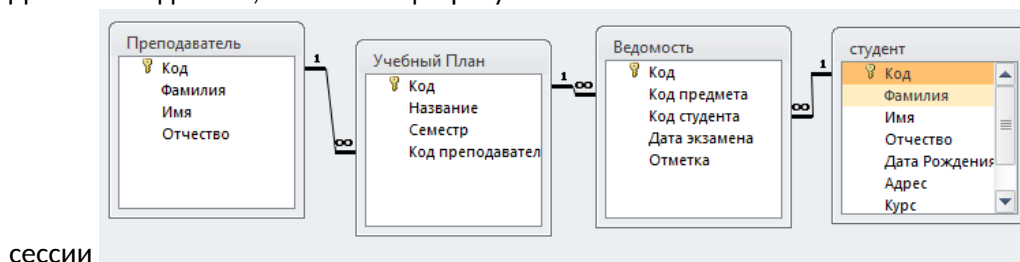 Преподаватель
Код
Фамилия
Имя
Отчество
1
∞
Учебный План
Код
Название
Семестр
Код преподавател
1
∞
Ведомость
Код
Код предмета
Код студента
Дата экзамена
Отметка
1
∞
студент
Код
Фамилия
Имя
Отчество
Дата Рождения
Адрес
Курс
сессии